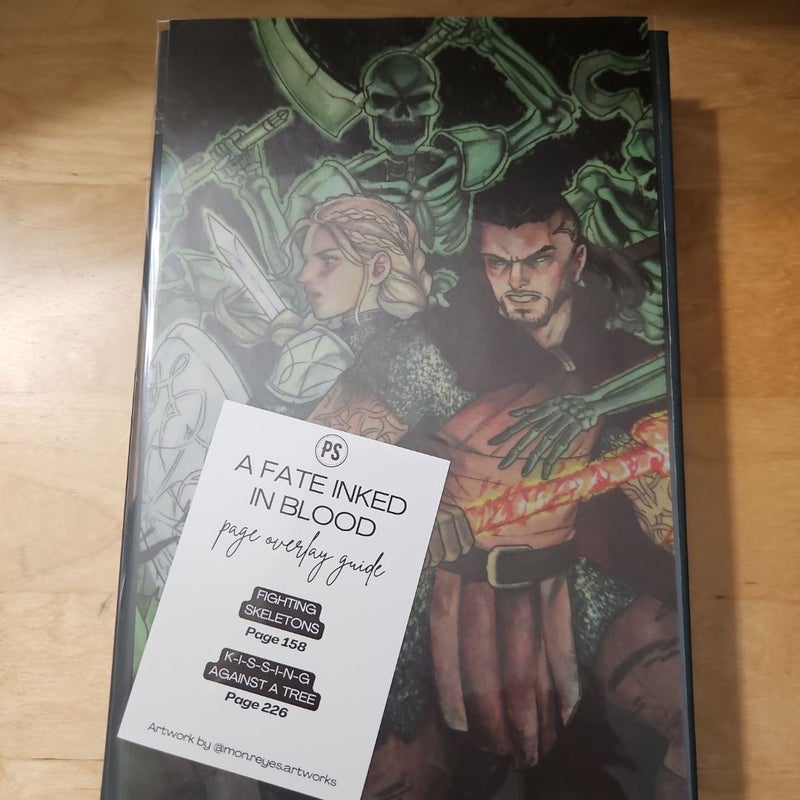 PS
A FATE INKED
IN BLOOD
page overlay guide
FIGHTING
SKELETONS
Page 158
K-I-S-S-I-N-G
AGAINST A TREE
Page 226
Artwork by @mon.reyes.artworks